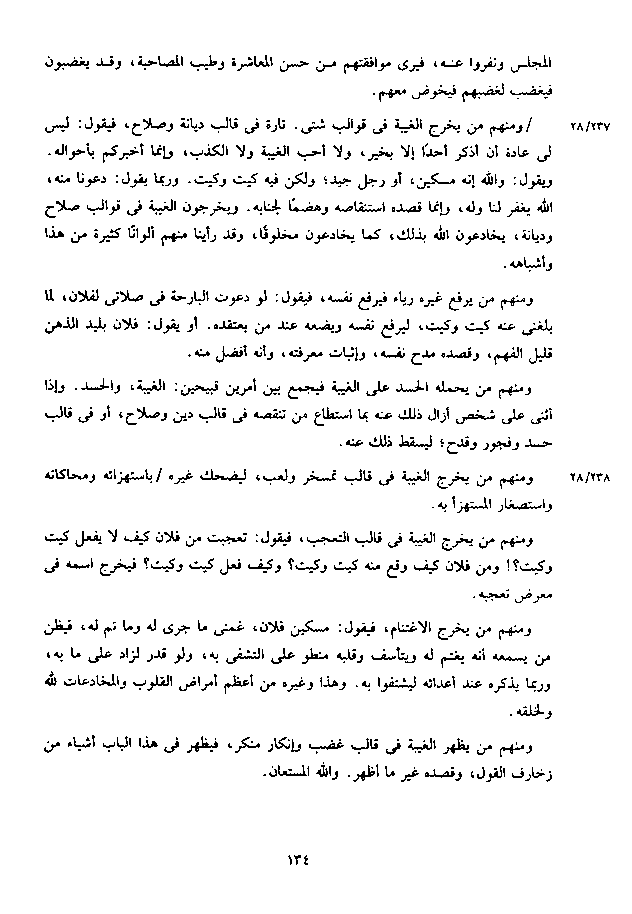 المجلس ونفروا عنه، فيرى موافقتهم من حسن المعاشرة وطيب المصاحبة، وقد يغضبون
فيغضب لغضبهم فيخوض معهم.
٢٨/٢٣٧ / ومنهم من يخرج الغيبة فى قوالب شتى. تارة فى قالب ديانة وصلاح، فيقول: ليس
لى عادة أن أذكر أحدًا إلا بخير، ولا أحب الغيبة ولا الكذب، وإنما أخبركم بأحواله.
ويقول: والله إنه مسكين، أو رجل جيد؛ ولكن فيه كيت وكيت. وربما يقول: دعونا منه،
الله يغفر لنا وله، وإنما قصده استنقاصه وهضمًا لجنابه. ويخرجون الغيبة فى قوالب صلاح
وديانة، يخادعون الله بذلك، كما يخادعون مخلوقًا، وقد رأينا منهم ألوانًا كثيرة من هذا
وأشباهه.
ومنهم من يرفع غيره رياء فيرفع نفسه، فيقول: لو دعوت البارحة فى صلاتى لفلان، لما
بلغنى عنه كيت وكيت، ليرفع نفسه ويضعه عند من يعتقده. أو يقول: فلان بليد الذهن
قليل الفهم، وقصده مدح نفسه، وإثبات معرفته، وأنه أفضل منه.
ومنهم من يحمله الحسد على الغيبة فيجمع بين أمرين قبيحين: الغيبة، والحسد. وإذا
أثنى على شخص أزال ذلك عنه بما استطاع من تنقصه فى قالب دين وصلاح، أو فى قالب
حسد وفجور وقدح؛ ليسقط ذلك عنه.
٢٨/٢٣٨ ومنهم من يخرج الغيبة فى قالب تمسخر ولعب، ليضحك غيره / باستهزائه ومحاكاته
واستصغار المستهزأ به.
ومنهم من يخرج الغيبة فى قالب التعجب، فيقول: تعجبت من فلان كيف لا يفعل كيت
وكيت؟! ومن فلان كيف وقع منه كيت وكيت؟ وكيف فعل كيت وكيت؟ فيخرج اسمه فى
معرض تعجبه.
ومنهم من يخرج الاغتنام، فيقول: مسكين فلان، غمنى ما جرى له وما تم له، فيظن
من يسمعه أنه يغتم له ويتأسف وقلبه منطو على التشفى به، ولو قدر لزاد على ما به،
وربما يذكره عند أعدائه ليشتفوا به. وهذا وغيره من أعظم أمراض القلوب والمخادعات لله
ولخلقه.
ومنهم من يظهر الغيبة فى قالب غضب وإنكار منكر، فيظهر فى هذا الباب أشياء من
زخارف القول، وقصده غير ما أظهر. والله المستعان.
١٣٤